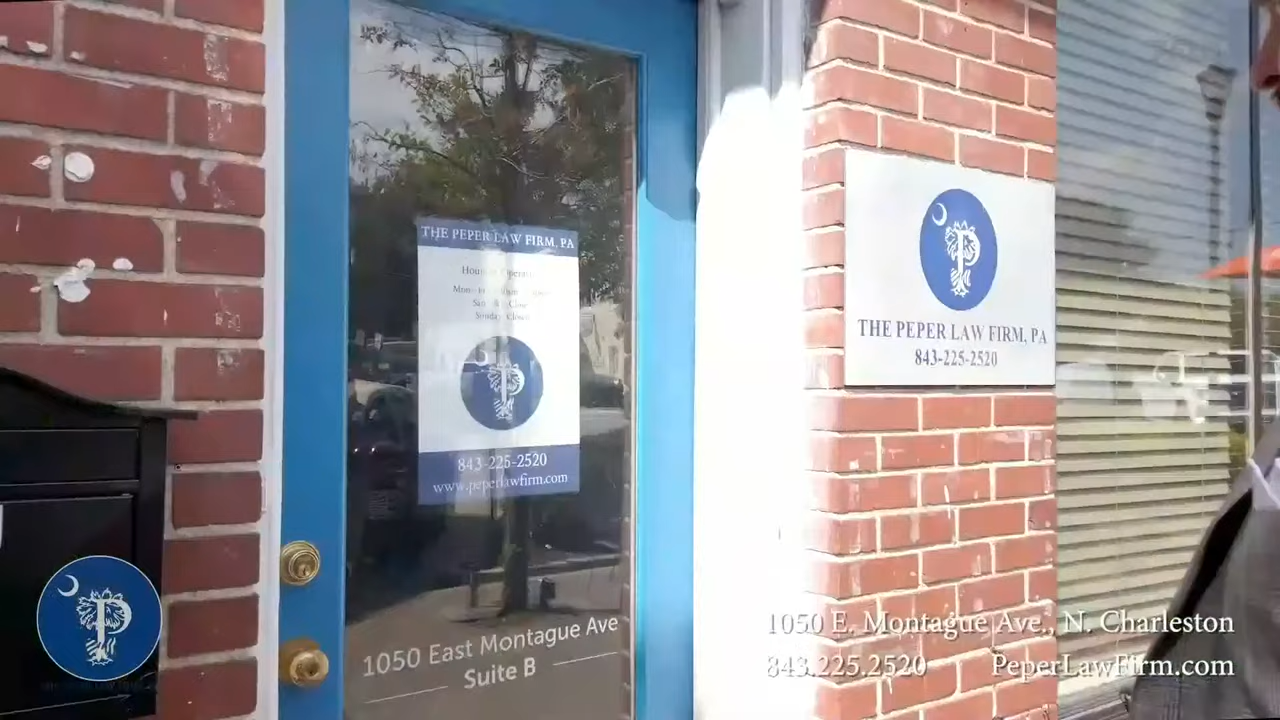 THE PEPER LAW FIRM, PA
843-225-2520
www.peperlawfirm.com
1050 East Montague Ave
Suite B
P
THE PEPER LAW FIRM, PA
843-225-2520
P
P
1050 E. Montague Ave., N. Charleston
843.225.2520 PeperLawFirm.com